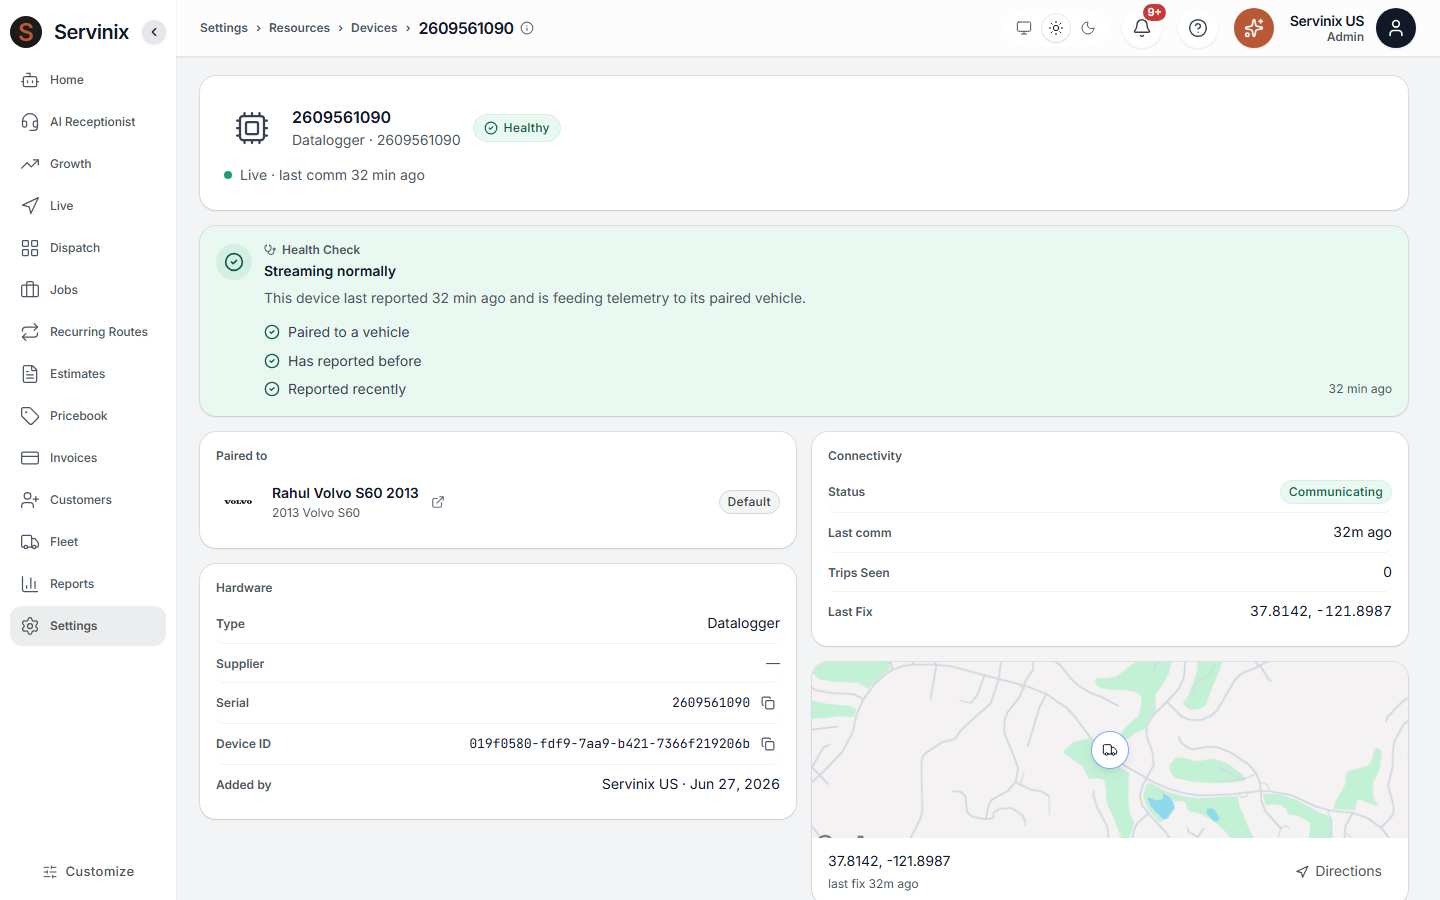 S Servinix
Home
AI Receptionist
Growth
Live
Dispatch
Jobs
Recurring Routes
Estimates
Pricebook
Invoices
Customers
Fleet
Reports
Settings
Customize
Settings › Resources › Devices › 2609561090
9+
Servinix US
Admin
2609561090
Datalogger · 2609561090
Healthy
Live · last comm 32 min ago
Health Check
Streaming normally
This device last reported 32 min ago and is feeding telemetry to its paired vehicle.
Paired to a vehicle
Has reported before
Reported recently
32 min ago
Paired to
VOLVO
Rahul Volvo S60 2013
2013 Volvo S60
Default
Hardware
Type Datalogger
Supplier —
Serial 2609561090
Device ID 019f0580-fdf9-7aa9-b421-7366f219206b
Added by Servinix US · Jun 27, 2026
Connectivity
Status Communicating
Last comm 32m ago
Trips Seen 0
Last Fix 37.8142, -121.8987
37.8142, -121.8987
last fix 32m ago
Directions